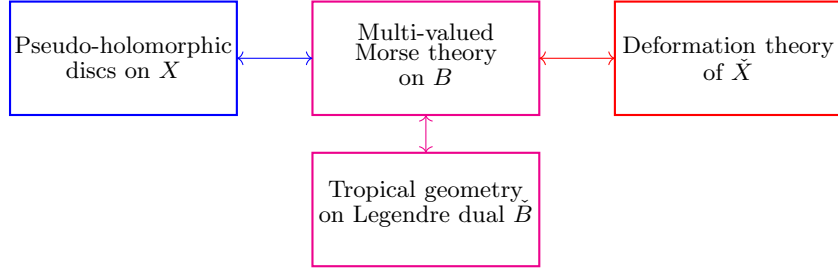 Pseudo-holomorphic
discs on X
Multi-valued
Morse theory
on B
Deformation theory
of X̌
Tropical geometry
on Legendre dual B̌